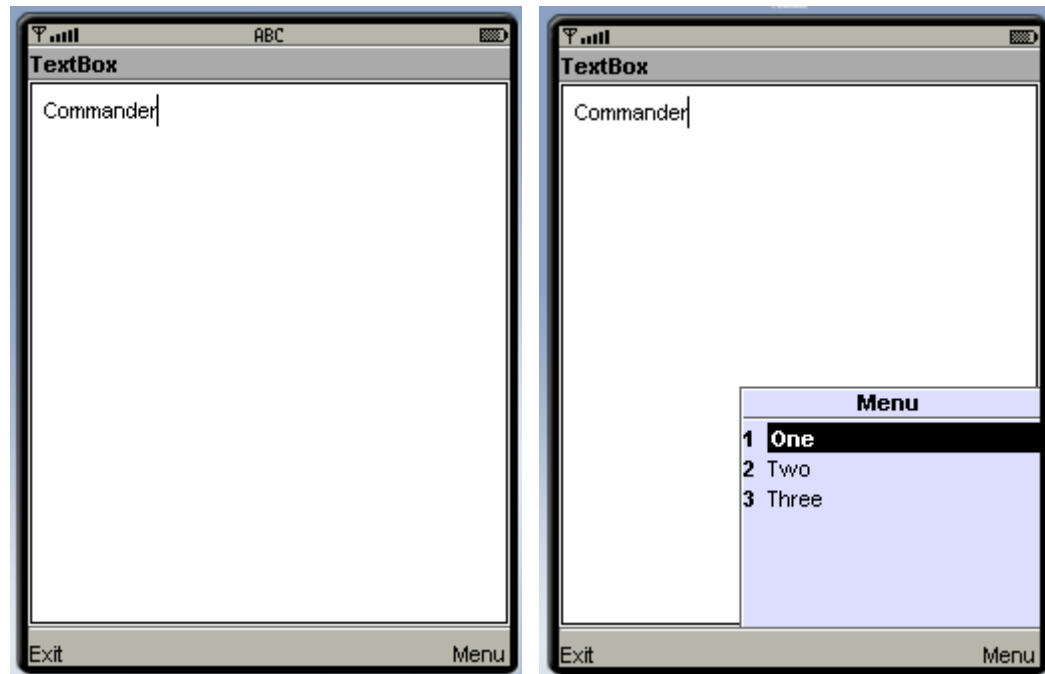 ABC
TextBox
Commander
Exit Menu
TextBox
Commander
Menu
1 One
2 Two
3 Three
Exit Menu